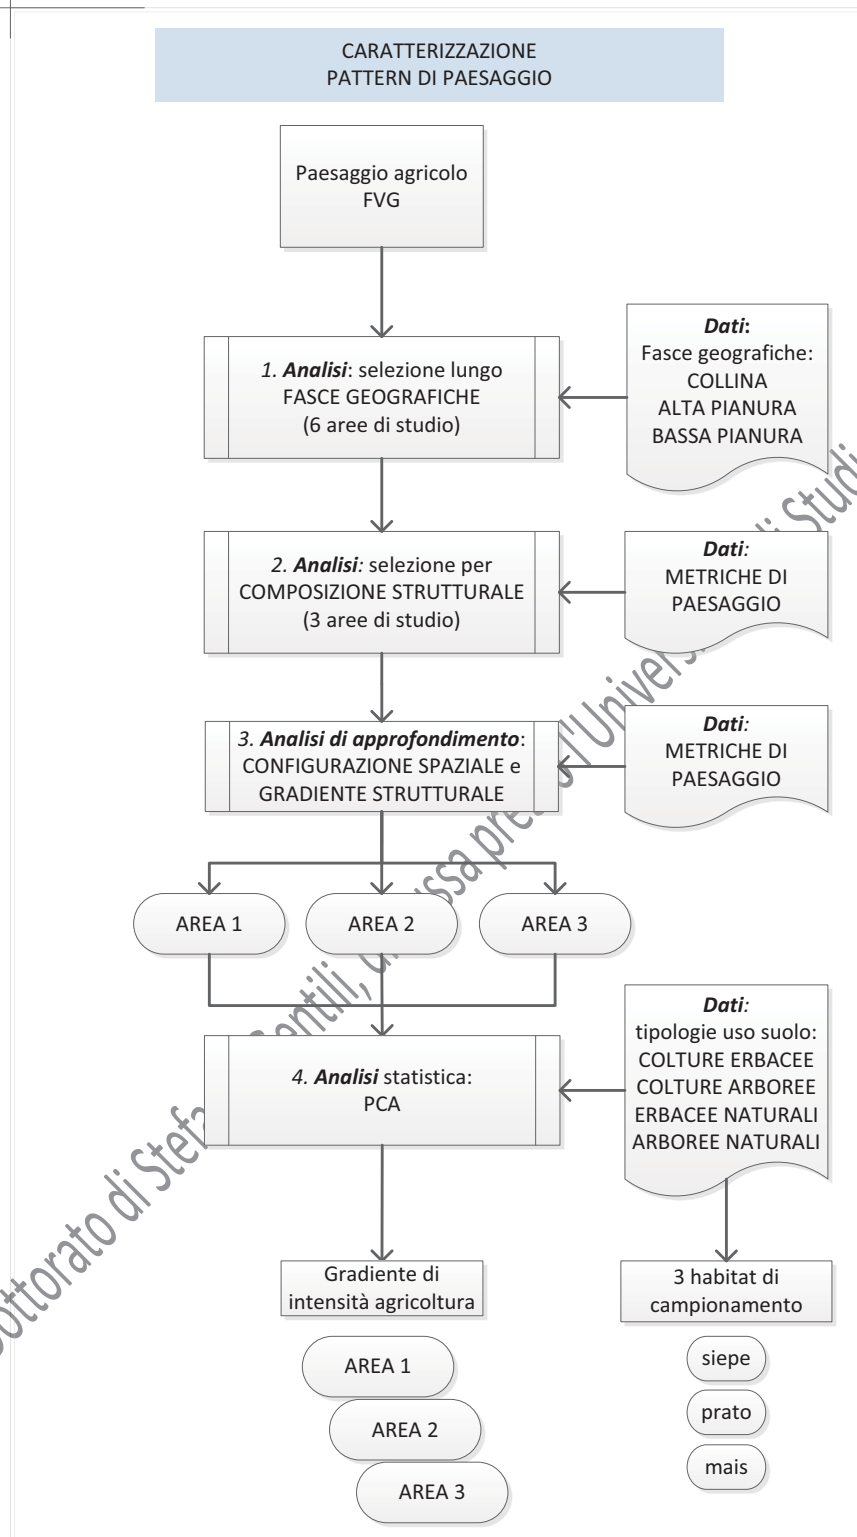 CARATTERIZZAZIONE
PATTERN DI PAESAGGIO
Paesaggio agricolo
FVG
1. Analisi: selezione lungo
FASCE GEOGRAFICHE
(6 aree di studio)
Dati:
Fasce geografiche:
COLLINA
ALTA PIANURA
BASSA PIANURA
2. Analisi: selezione per
COMPOSIZIONE STRUTTURALE
(3 aree di studio)
Dati:
METRICHE DI
PAESAGGIO
3. Analisi di approfondimento:
CONFIGURAZIONE SPAZIALE e
GRADIENTE STRUTTURALE
Dati:
METRICHE DI
PAESAGGIO
AREA 1
AREA 2
AREA 3
4. Analisi statistica:
PCA
Dati:
tipologie uso suolo:
COLTURE ERBACEE
COLTURE ARBOREE
ERBACEE NATURALI
ARBOREE NATURALI
Gradiente di
intensità agricoltura
AREA 1
AREA 2
AREA 3
3 habitat di
campionamento
siepe
prato
mais